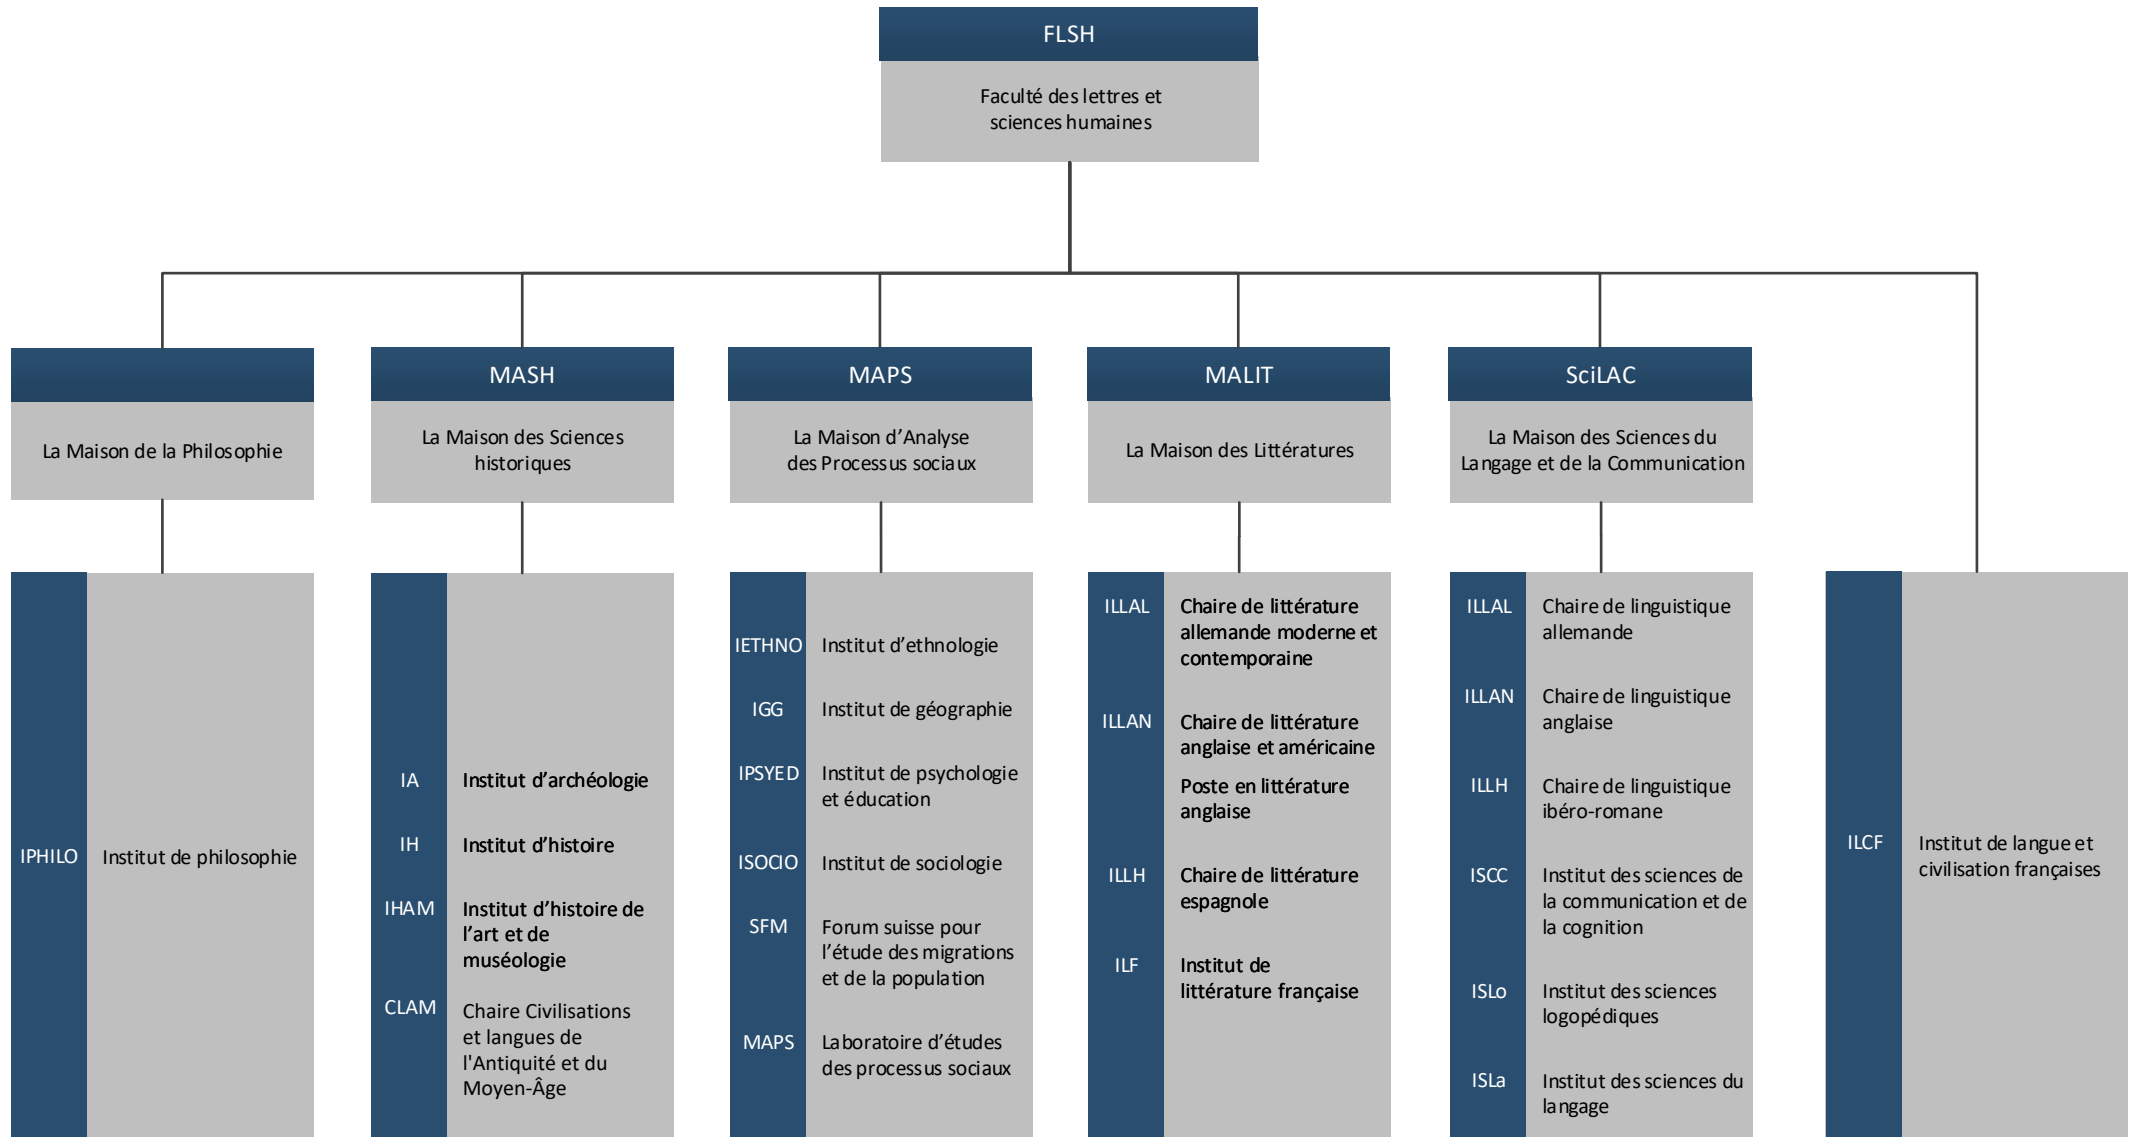 FLSH
Faculté des lettres et
sciences humaines
La Maison de la Philosophie
MASH
La Maison des Sciences
historiques
MAPS
La Maison d’Analyse
des Processus sociaux
MALIT
La Maison des Littératures
SciLAC
La Maison des Sciences du
Langage et de la Communication
IPHILO
Institut de philosophie
IA
Institut d’archéologie
IH
Institut d’histoire
IHAM
Institut d’histoire de
l’art et de
muséologie
CLAM
Chaire Civilisations
et langues de
l'Antiquité et du
Moyen-Âge
IETHNO
Institut d’ethnologie
IGG
Institut de géographie
IPSYED
Institut de psychologie
et éducation
ISOCIO
Institut de sociologie
SFM
Forum suisse pour
l’étude des migrations
et de la population
MAPS
Laboratoire d’études
des processus sociaux
ILLAL
Chaire de littérature
allemande moderne et
contemporaine
ILLAN
Chaire de littérature
anglaise et américaine
Poste en littérature
anglaise
ILLH
Chaire de littérature
espagnole
ILF
Institut de
littérature française
ILLAL
Chaire de linguistique
allemande
ILLAN
Chaire de linguistique
anglaise
ILLH
Chaire de linguistique
ibéro-romane
ISCC
Institut des sciences de
la communication et de
la cognition
ISLo
Institut des sciences
logopédiques
ISLa
Institut des sciences du
langage
ILCF
Institut de langue et
civilisation françaises